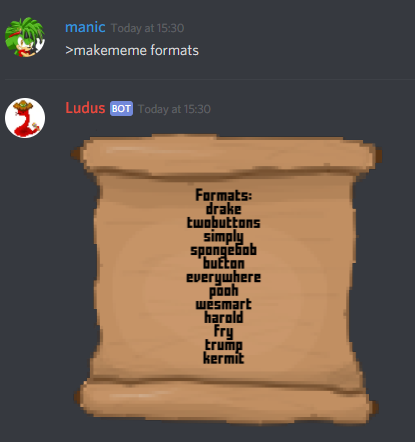 manic Today at 15:30
>makememe formats
Ludus BOT Today at 15:30
Formats:
drake
twobuttons
simply
spongebob
button
everywhere
pooh
wesmart
harold
fry
trump
kermit